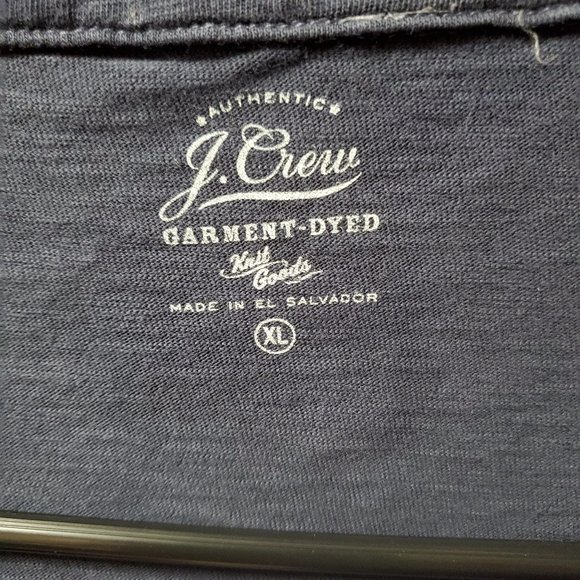 AUTHENTIC
J. Crew
GARMENT-DYED
Knit
Goods
MADE IN EL SALVADOR
XL